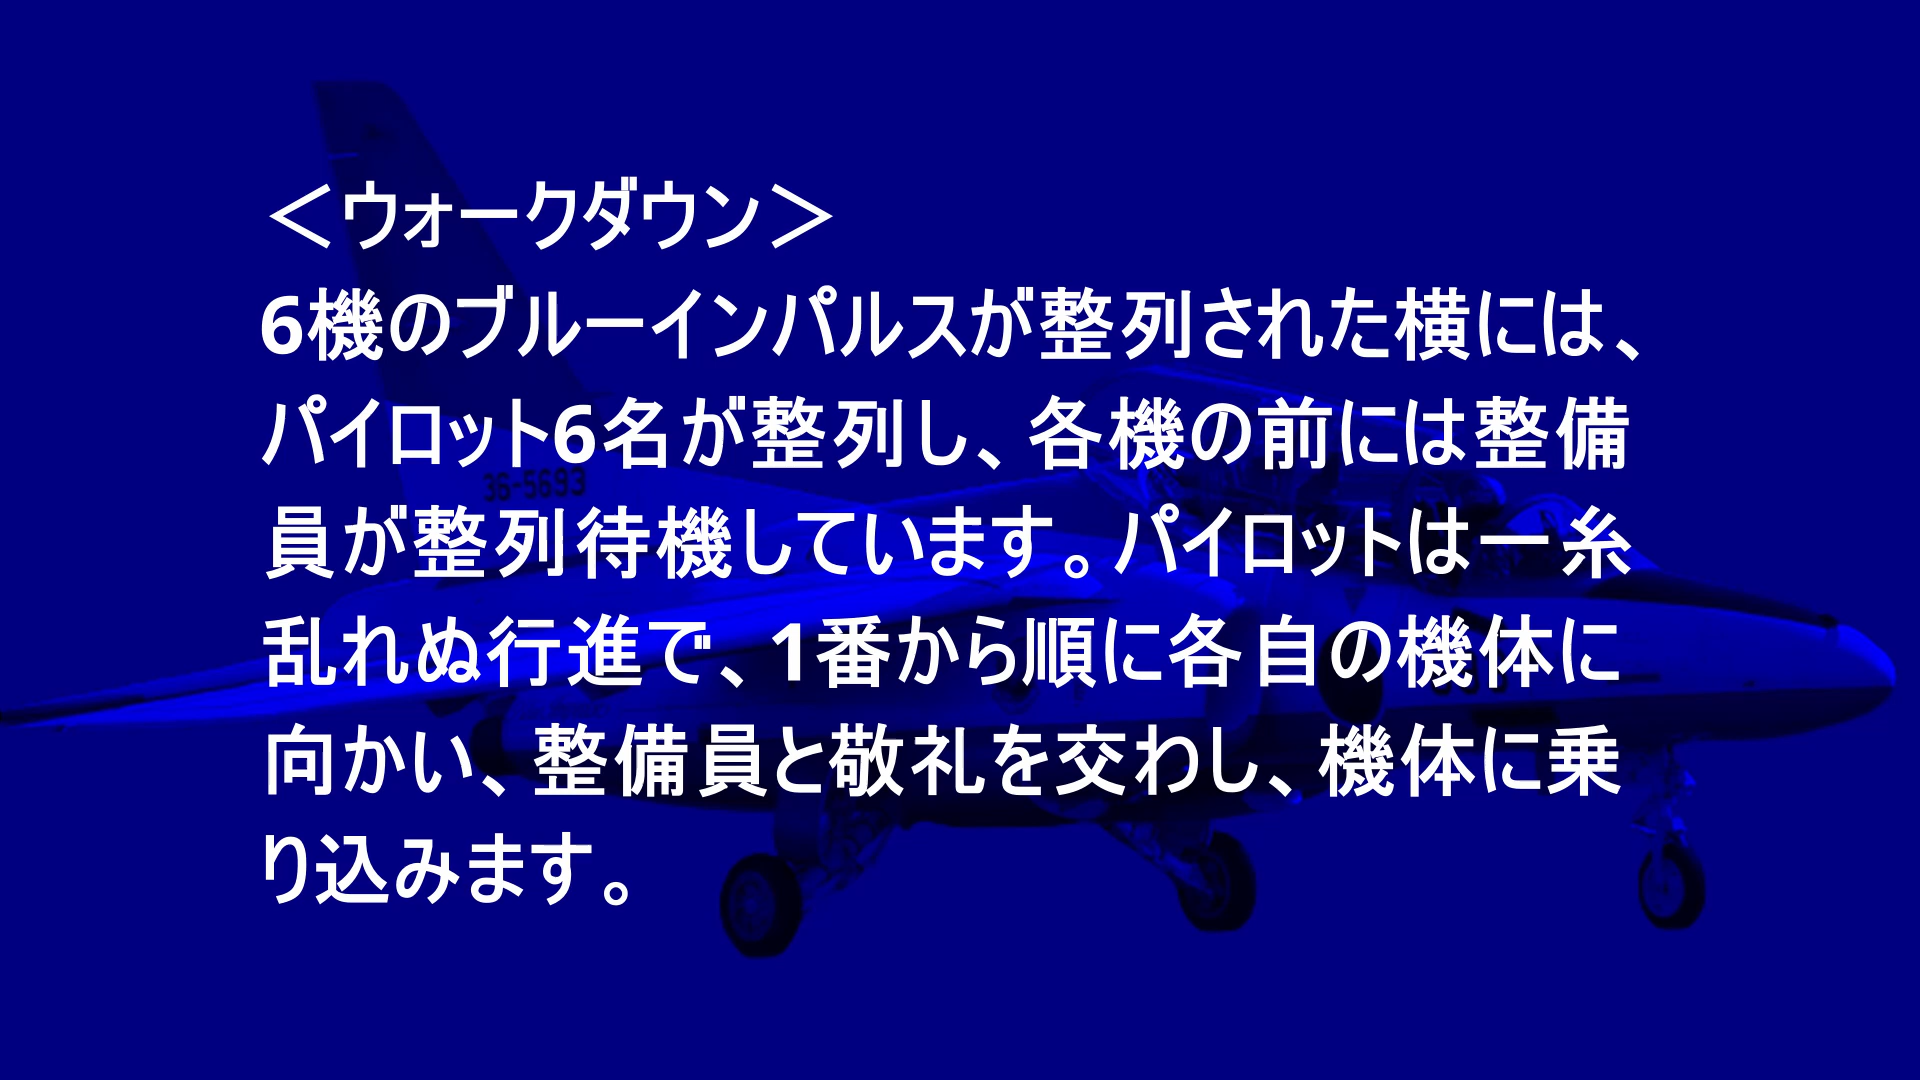 ＜ウォークダウン＞
6機のブルーインパルスが整列された横には、
パイロット6名が整列し、各機の前には整備
員が整列待機しています。パイロットは一糸
乱れぬ行進で、1番から順に各自の機体に
向かい、整備員と敬礼を交わし、機体に乗
り込みます。
36-5693